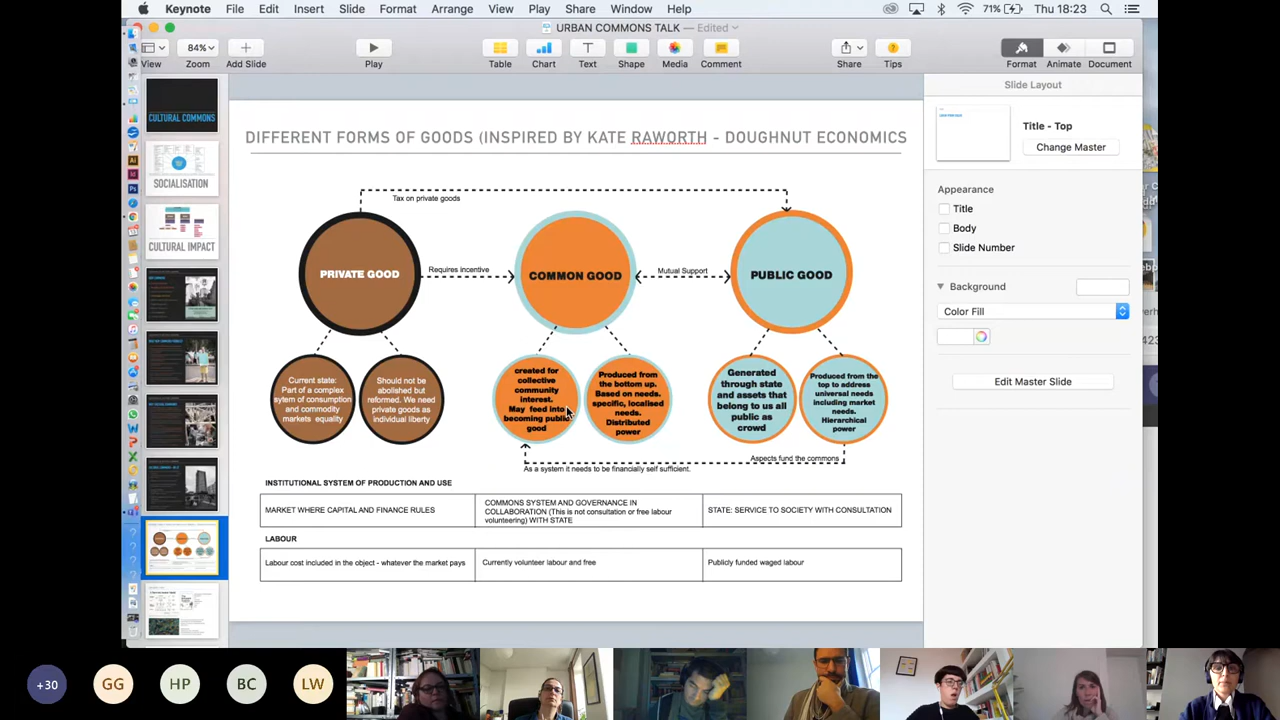 Keynote File Edit Insert Slide Format Arrange View Play Share Window Help 71% Thu 18:23
URBAN COMMONS TALK — Edited
84%
View Zoom Add Slide Play Table Chart Text Shape Media Comment Share Tips Format Animate Document
CULTURAL COMMONS
SOCIALISATION
CULTURAL IMPACT
DIFFERENT FORMS OF GOODS (INSPIRED BY KATE RAWORTH - DOUGHNUT ECONOMICS
Tax on private goods
PRIVATE GOOD
Requires incentive
COMMON GOOD
Mutual Support
PUBLIC GOOD
Current state:
Part of a complex
sytem of consumption
and commodity
markets equality
Should not be
abolished but
reformed. We need
private goods as
individual liberty
created for
collective
community
interest.
May feed into
becoming public
good
Produced from
the bottom up.
Based on needs.
specific, localised
needs.
Distributed
power
Generated
through state
and assets that
belong to us all
public as
crowd
Produced from the
top to address
universal needs
including market
needs.
Hierarchical
power
Aspects fund the commons
As a system it needs to be financially self sufficient.
INSTITUTIONAL SYSTEM OF PRODUCTION AND USE
MARKET WHERE CAPITAL AND FINANCE RULES
COMMONS SYSTEM AND GOVERNANCE IN
COLLABORATION (This is not consultation or free labour
volunteering) WITH STATE
STATE: SERVICE TO SOCIETY WITH CONSULTATION
LABOUR
Labour cost included in the object - whatever the market pays
Currently volunteer labour and free
Publicly funded waged labour
Slide Layout
Title - Top
Change Master
Appearance
Title
Body
Slide Number
Background
Color Fill
Edit Master Slide
+30
GG
HP
BC
LW